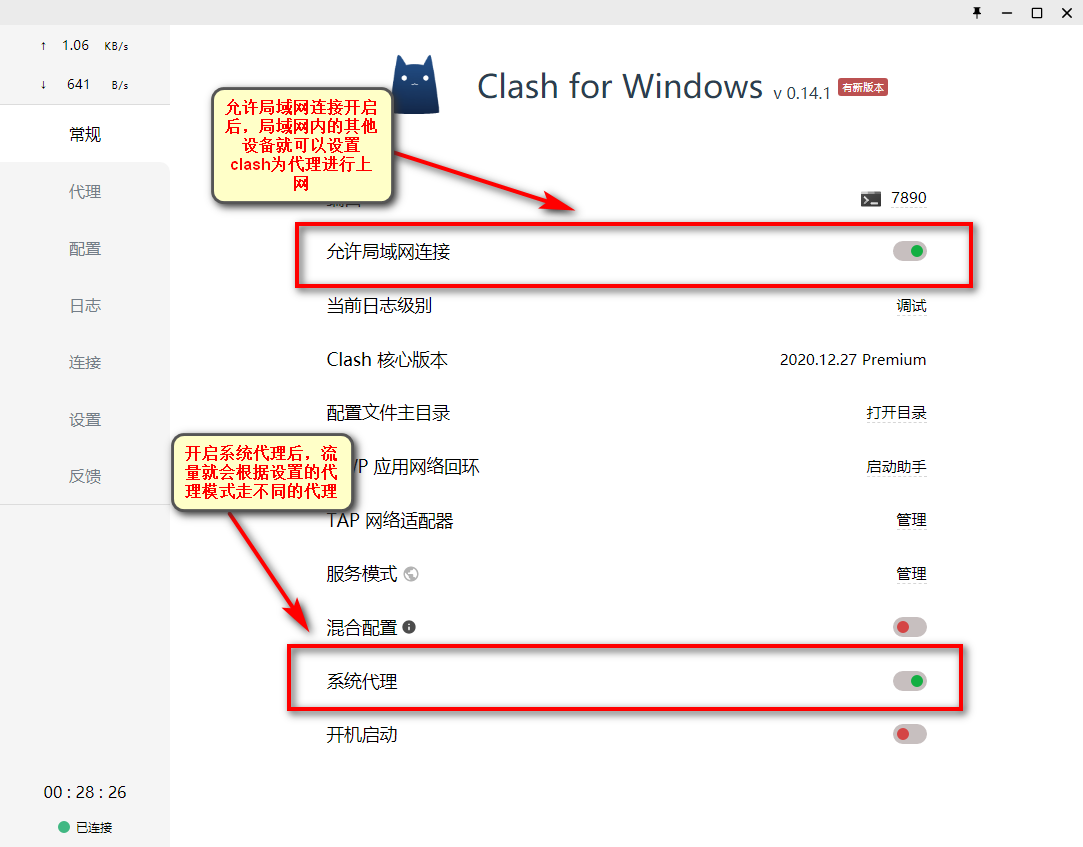 ↑ 1.06 KB/s
↓ 641 B/s
常规
代理
配置
日志
连接
设置
反馈
00 : 28 : 26
已连接
Clash for Windows v 0.14.1 有新版本
允许局域网连接开启
后，局域网内的其他
设备就可以设置
clash为代理进行上
网
7890
允许局域网连接
当前日志级别 调试
Clash 核心版本 2020.12.27 Premium
配置文件主目录 打开目录
开启系统代理后，流
量就会根据设置的代
理模式走不同的代理
P 应用网络回环 启动助手
TAP 网络适配器 管理
服务模式 管理
混合配置
系统代理
开机启动